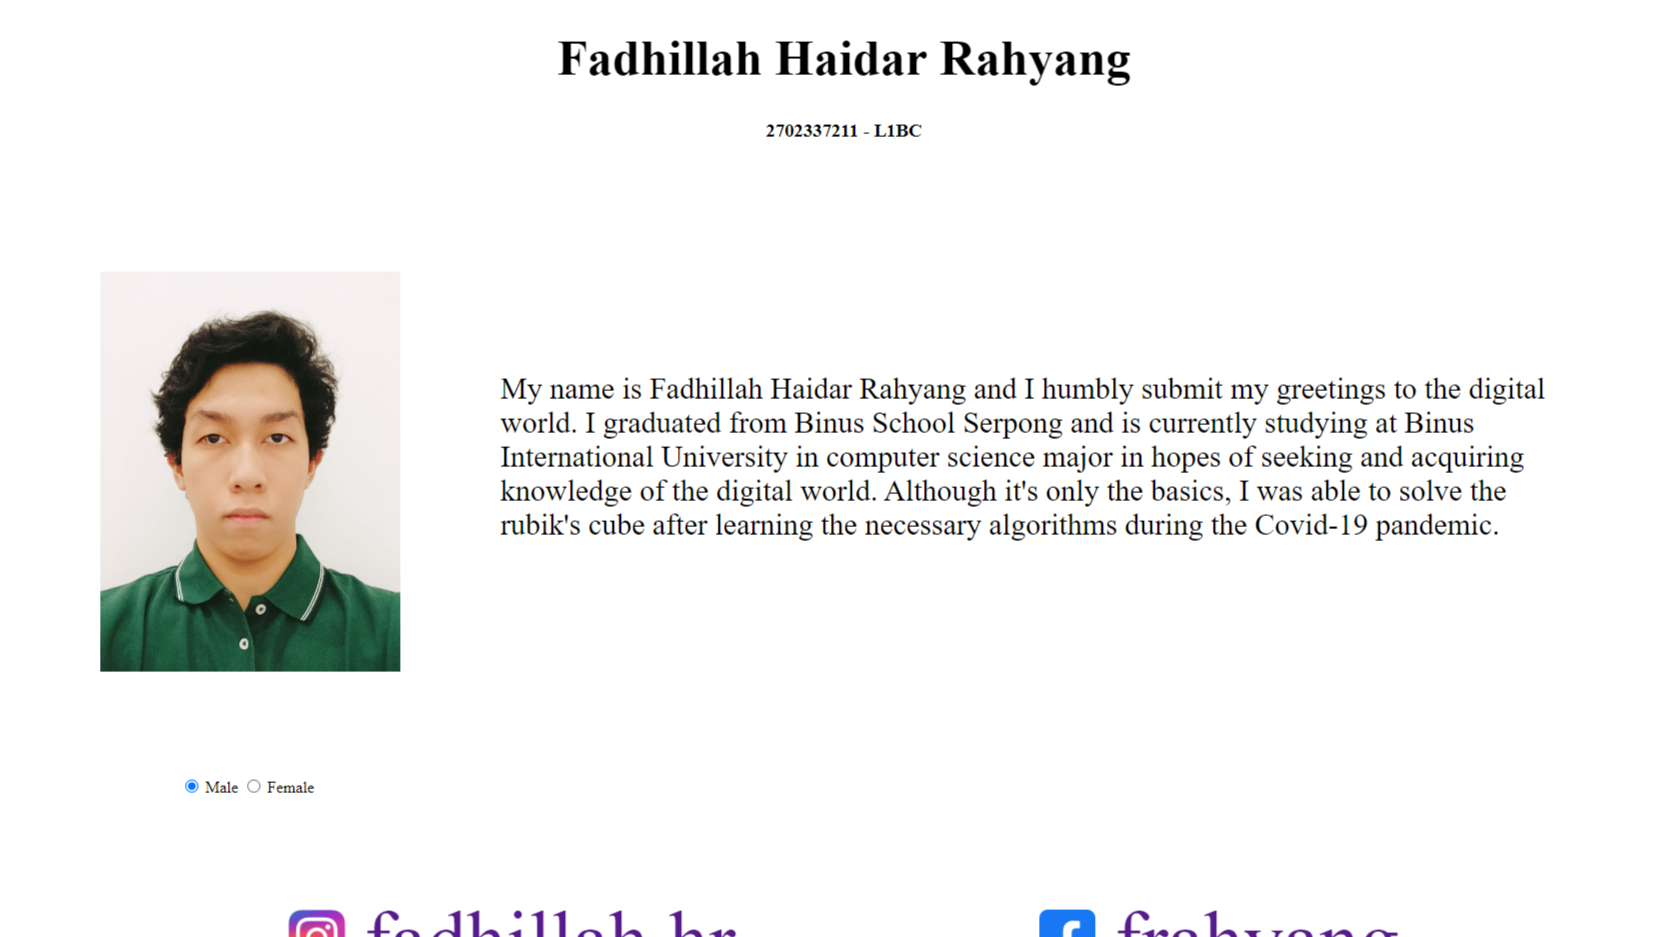 Fadhillah Haidar Rahyang
2702337211 - L1BC
My name is Fadhillah Haidar Rahyang and I humbly submit my greetings to the digital
world. I graduated from Binus School Serpong and is currently studying at Binus
International University in computer science major in hopes of seeking and acquiring
knowledge of the digital world. Although it's only the basics, I was able to solve the
rubik's cube after learning the necessary algorithms during the Covid-19 pandemic.
Male Female
fadhillah.hr frahyang